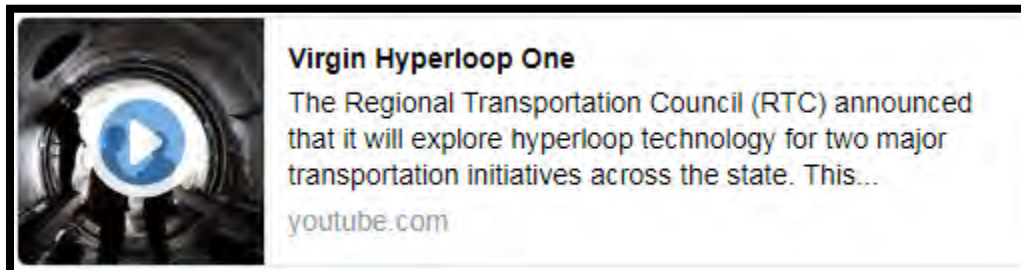 Virgin Hyperloop One
The Regional Transportation Council (RTC) announced
that it will explore hyperloop technology for two major
transportation initiatives across the state. This...
youtube.com